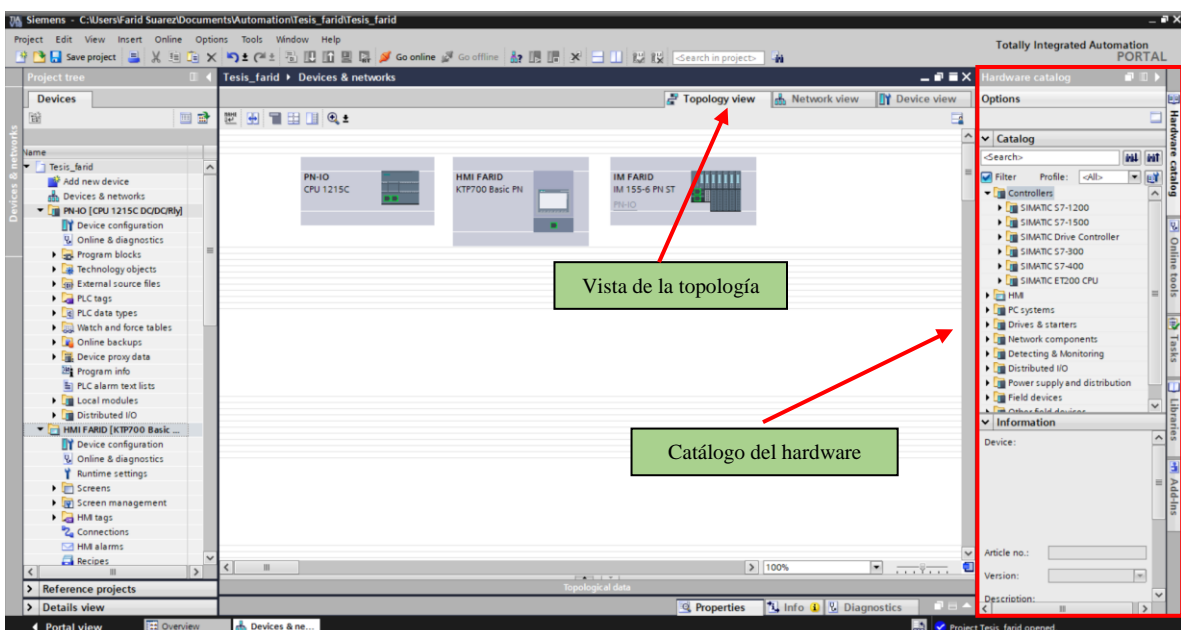 Siemens - C:\Users\Farid Suarez\Documents\Automation\Tesis_farid\Tesis_farid
Project Edit View Insert Online Options Tools Window Help
Totally Integrated Automation
PORTAL
Save project
Go online
Go offline
<Search in project>
Project tree
Tesis_farid ▸ Devices & networks
Hardware catalog
Devices
Topology view
Network view
Device view
Options
Devices & networks
Name
Tesis_farid
Add new device
Devices & networks
PN-IO [CPU 1215C DC/DC/Rly]
Device configuration
Online & diagnostics
Program blocks
Technology objects
External source files
PLC tags
PLC data types
Watch and force tables
Online backups
Device proxy data
Program info
PLC alarm text lists
Local modules
Distributed I/O
HMI FARID [KTP700 Basic ...
Device configuration
Online & diagnostics
Runtime settings
Screens
Screen management
HMI tags
Connections
HMI alarms
Recipes
Reference projects
Details view
PN-IO
CPU 1215C
HMI FARID
KTP700 Basic PN
IM FARID
IM 155-6 PN ST
PN-IO
Vista de la topología
Catálogo del hardware
100%
Topological data
Properties
Info
Diagnostics
Catalog
<Search>
Filter
Profile:
<All>
Controllers
SIMATIC S7-1200
SIMATIC S7-1500
SIMATIC Drive Controller
SIMATIC S7-300
SIMATIC S7-400
SIMATIC ET200 CPU
HMI
PC systems
Drives & starters
Network components
Detecting & Monitoring
Distributed I/O
Power supply and distribution
Field devices
Other field devices
Information
Device:
Article no.:
Version:
Description:
Hardware catalog
Online tools
Tasks
Libraries
Add-Ins
Portal view
Overview
Devices & ne...
Project Tesis_farid opened.